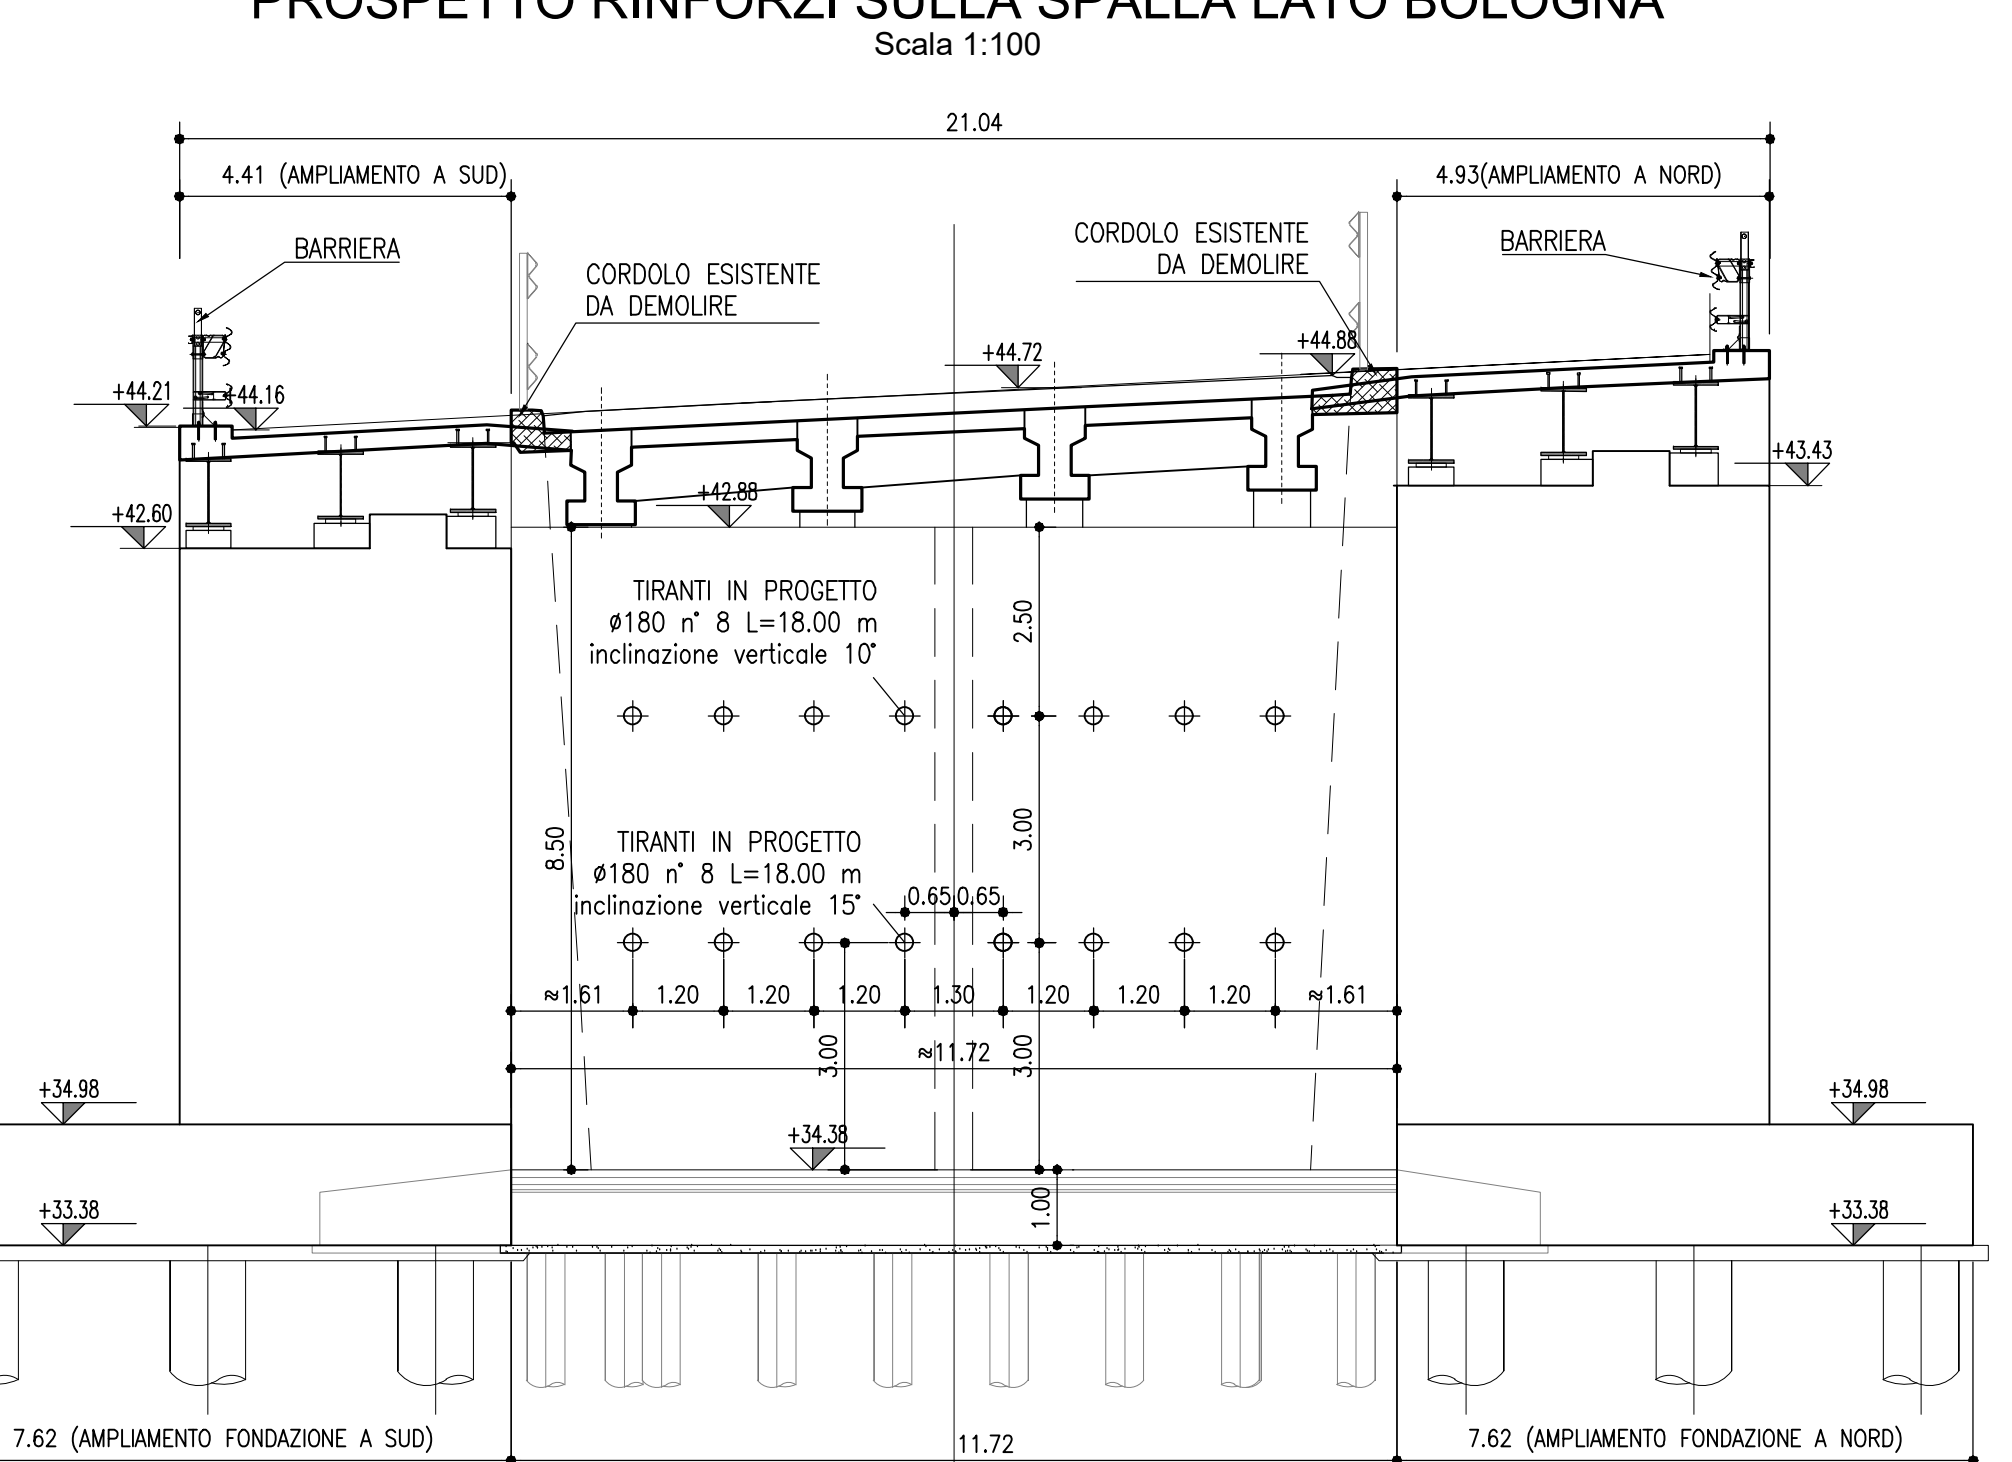 PROSPETTO RINFORZI SULLA SPALLA LATO BOLOGNA
Scala 1:100
21.04
4.41 (AMPLIAMENTO A SUD)
4.93(AMPLIAMENTO A NORD)
BARRIERA
CORDOLO ESISTENTE
DA DEMOLIRE
CORDOLO ESISTENTE
DA DEMOLIRE
BARRIERA
+44.72
+44.88
+44.21
+44.16
+43.43
+42.88
+42.60
TIRANTI IN PROGETTO
ø180 n° 8 L=18.00 m
inclinazione verticale 10°
2.50
8.50
3.00
TIRANTI IN PROGETTO
ø180 n° 8 L=18.00 m
inclinazione verticale 15°
0.65
0.65
≈1.61
1.20
1.20
1.20
1.30
1.20
1.20
1.20
≈1.61
3.00
≈11.72
3.00
+34.98
+34.98
+34.38
1.00
+33.38
+33.38
7.62 (AMPLIAMENTO FONDAZIONE A SUD)
11.72
7.62 (AMPLIAMENTO FONDAZIONE A NORD)